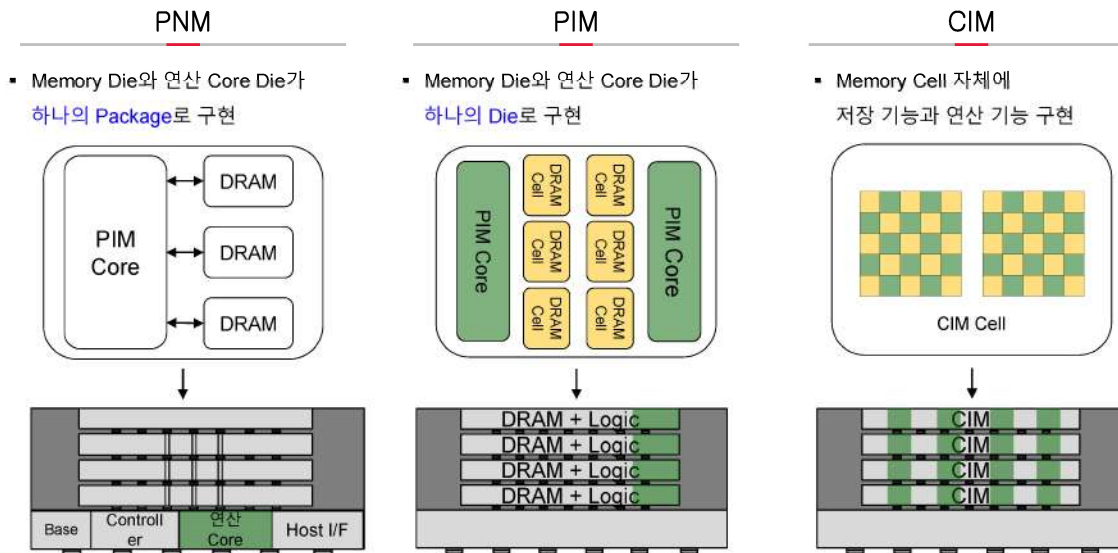 PNM
▪ Memory Die와 연산 Core Die가
하나의 Package로 구현
PIM
Core
DRAM
DRAM
DRAM
Base
Controll
er
연산
Core
Host I/F
PIM
▪ Memory Die와 연산 Core Die가
하나의 Die로 구현
PIM Core
DRAM
Cell
DRAM
Cell
DRAM
Cell
DRAM
Cell
DRAM
Cell
DRAM
Cell
PIM Core
DRAM + Logic
DRAM + Logic
DRAM + Logic
DRAM + Logic
CIM
▪ Memory Cell 자체에
저장 기능과 연산 기능 구현
CIM Cell
CIM
CIM
CIM
CIM